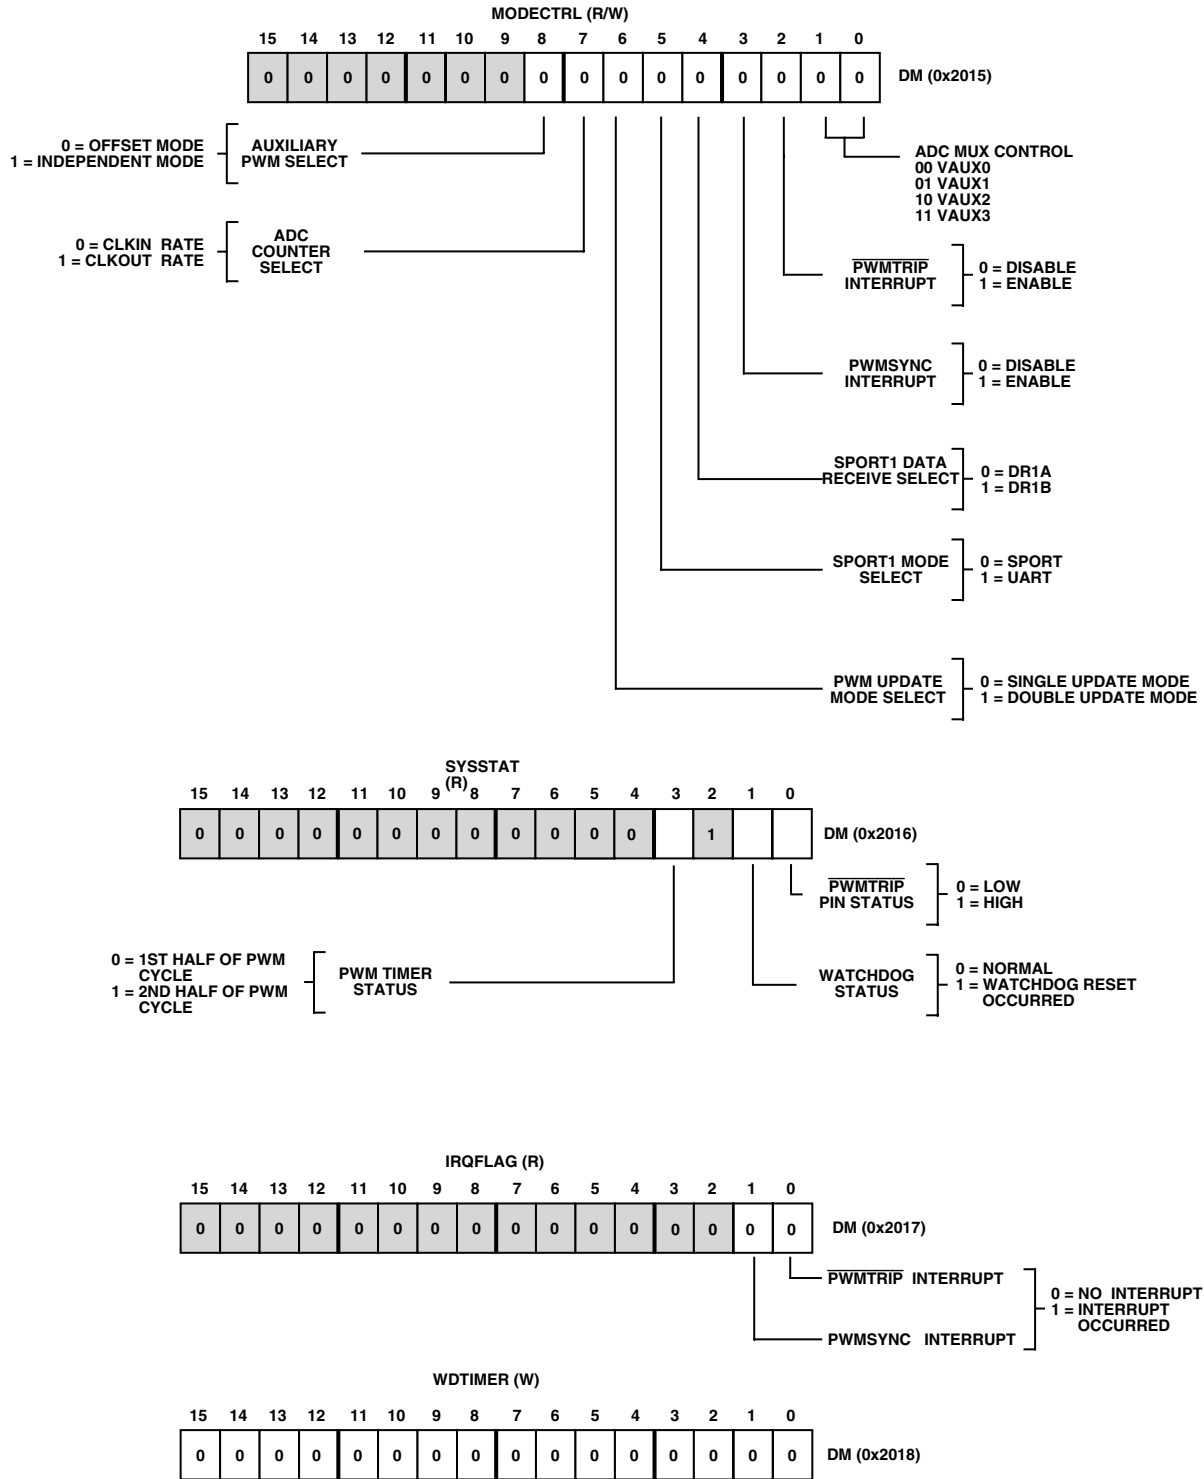 MODECTRL (R/W)
15 14 13 12 11 10 9 8 7 6 5 4 3 2 1 0
0 0 0 0 0 0 0 0 0 0 0 0 0 0 0 0 DM (0x2015)
0 = OFFSET MODE
1 = INDEPENDENT MODE
AUXILIARY
PWM SELECT
ADC MUX CONTROL
00 VAUX0
01 VAUX1
10 VAUX2
11 VAUX3
0 = CLKIN RATE
1 = CLKOUT RATE
ADC
COUNTER
SELECT
PWMTRIP
INTERRUPT
0 = DISABLE
1 = ENABLE
PWMSYNC
INTERRUPT
0 = DISABLE
1 = ENABLE
SPORT1 DATA
RECEIVE SELECT
0 = DR1A
1 = DR1B
SPORT1 MODE
SELECT
0 = SPORT
1 = UART
PWM UPDATE
MODE SELECT
0 = SINGLE UPDATE MODE
1 = DOUBLE UPDATE MODE
SYSSTAT
(R)
15 14 13 12 11 10 9 8 7 6 5 4 3 2 1 0
0 0 0 0 0 0 0 0 0 0 0 0 1 DM (0x2016)
PWMTRIP
PIN STATUS
0 = LOW
1 = HIGH
0 = 1ST HALF OF PWM
CYCLE
1 = 2ND HALF OF PWM
CYCLE
PWM TIMER
STATUS
WATCHDOG
STATUS
0 = NORMAL
1 = WATCHDOG RESET
OCCURRED
IRQFLAG (R)
15 14 13 12 11 10 9 8 7 6 5 4 3 2 1 0
0 0 0 0 0 0 0 0 0 0 0 0 0 0 0 0 DM (0x2017)
PWMTRIP INTERRUPT
PWMSYNC INTERRUPT
0 = NO INTERRUPT
1 = INTERRUPT
OCCURRED
WDTIMER (W)
15 14 13 12 11 10 9 8 7 6 5 4 3 2 1 0
0 0 0 0 0 0 0 0 0 0 0 0 0 0 0 0 DM (0x2018)